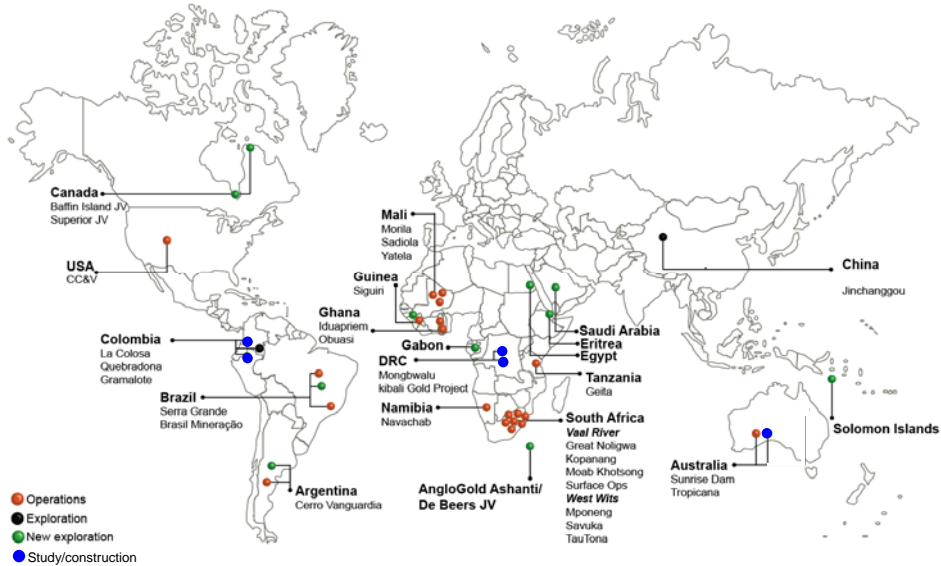 Canada
Baffin Island JV
Superior JV
USA
CC&V
Colombia
La Colosa
Quebradona
Gramalote
Brazil
Serra Grande
Brasil Mineração
Argentina
Cerro Vanguardia
Mali
Morila
Sadiola
Yatela
Guinea
Siguiri
Ghana
Iduapriem
Obuasi
Gabon
DRC
Mongbwalu
kibali Gold Project
Namibia
Navachab
AngloGold Ashanti/
De Beers JV
Saudi Arabia
Eritrea
Egypt
Tanzania
Geita
South Africa
Vaal River
Great Noligwa
Kopanang
Moab Khotsong
Surface Ops
West Wits
Mponeng
Savuka
TauTona
China
Jinchanggou
Solomon Islands
Australia
Sunrise Dam
Tropicana
Operations
Exploration
New exploration
Study/construction